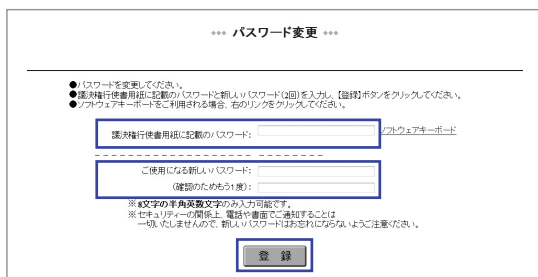 *** パスワード変更 ***
●パスワードを変更してください。
●議決権行使書用紙に記載のパスワードと新しいパスワード(2回)を入力し、【登録】ボタンをクリックしてください。
●ソフトウェアキーボードをご利用される場合、右のリンクをクリックしてください。
議決権行使書用紙に記載のパスワード:
ソフトウェアキーボード
ご使用になる新しいパスワード:
(確認のためもう1度):
※8文字の半角英数文字のみ入力可能です。
※セキュリティーの関係上、電話や書面でご通知することは
一切いたしませんので、新しいパスワードはお忘れにならないようご注意ください。
登 録